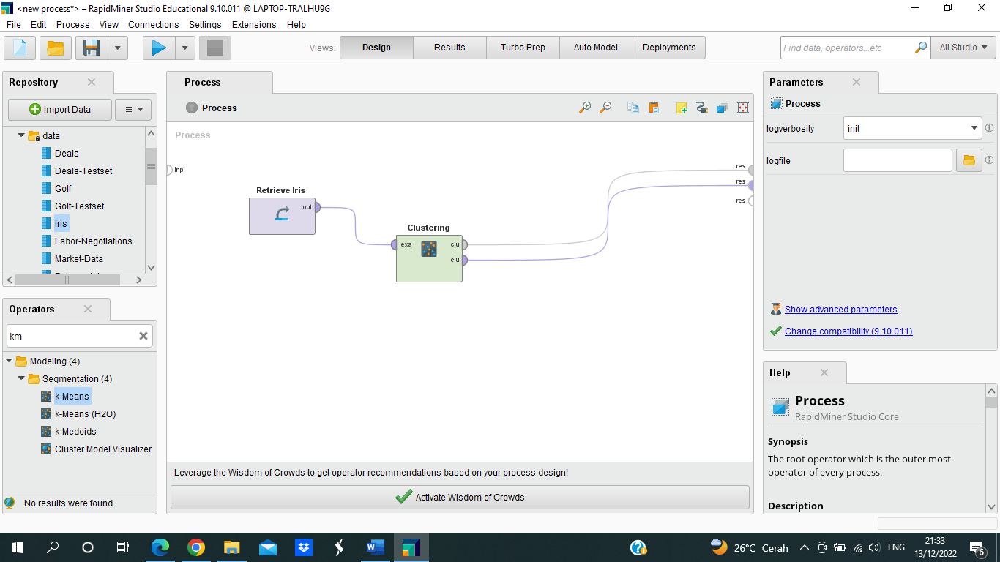 <new process*> – RapidMiner Studio Educational 9.10.011 @ LAPTOP-TRALHU9G
File Edit Process View Connections Settings Extensions Help
Views: Design Results Turbo Prep Auto Model Deployments
Find data, operators...etc
All Studio
Repository
Import Data
data
Deals
Deals-Testset
Golf
Golf-Testset
Iris
Labor-Negotiations
Market-Data
Operators
km
Modeling (4)
Segmentation (4)
k-Means
k-Means (H2O)
k-Medoids
Cluster Model Visualizer
No results were found.
Process
Process
Process
inp
Retrieve Iris
out
Clustering
exa
clu
clu
res
res
res
Leverage the Wisdom of Crowds to get operator recommendations based on your process design!
Activate Wisdom of Crowds
Parameters
Process
logverbosity
init
logfile
Show advanced parameters
Change compatibility (9.10.011)
Help
Process
RapidMiner Studio Core
Synopsis
The root operator which is the outer most
operator of every process.
Description
26°C Cerah
ENG
21:33
13/12/2022
6